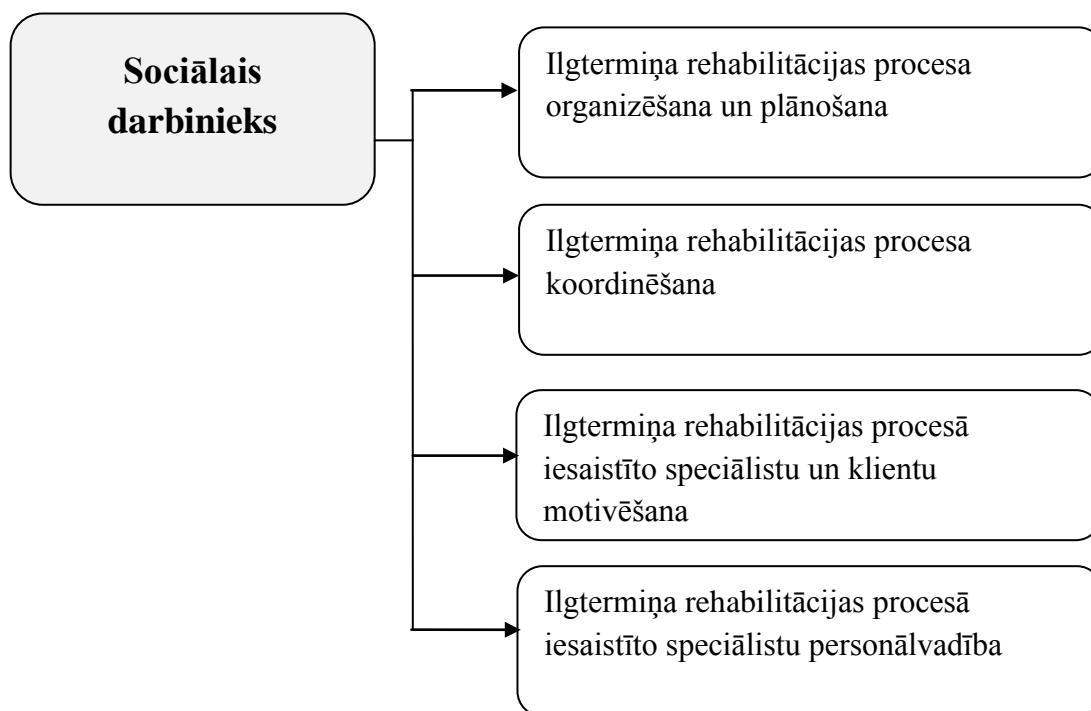 Sociālais
darbinieks
Ilgtermiņa rehabilitācijas procesa
organizēšana un plānošana
Ilgtermiņa rehabilitācijas procesa
koordinēšana
Ilgtermiņa rehabilitācijas procesā
iesaistīto speciālistu un klientu
motivēšana
Ilgtermiņa rehabilitācijas procesā
iesaistīto speciālistu personālvadība